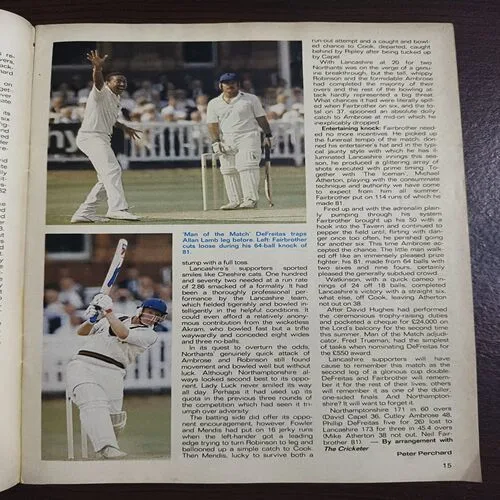 'Man of the Match' DeFreitas traps
Allan Lamb leg before. Left: Fairbrother
cuts loose during his 64-ball knock of
81.
stump with a full toss.
Lancashire's supporters sported
smiles like Cheshire cats. One hundred
and seventy two needed at a run rate
of 2.86 smacked of a formality. It had
been a thoroughly professional per-
formance by the Lancashire team,
which fielded tigerishly and bowled in-
telligently in the helpful conditions. It
could even afford a relatively anony-
mous contribution from the wicketless
Akram, who bowled fast but a trifle
waywardly and conceded eight wides
and three no-balls.
In its quest to overturn the odds,
Northants' genuinely quick attack of
Ambrose and Robinson still found
movement and bowled well but without
luck. Although Northamptonshire al-
ways looked second best to its oppo-
nent, Lady Luck never smiled its way
all day. Perhaps it had used up its
quota in the previous three rounds of
the competition which had seen it tri-
umph over adversity.
The batting side did offer its oppo-
nent encouragement, however. Fowler
and Mendis had put on 16 jerky runs
when the left-hander got a leading
edge trying to turn Robinson to leg and
ballooned up a simple catch to Cook.
Then Mendis, lucky to survive both a
run-out attempt and a caught and bowl-
ed chance to Cook, departed, caught
behind by Ripley after being tucked up
by Capel.
With Lancashire at 28 for two
Northants was on the verge of a genu-
ine breakthrough, but the tall, whippy
Robinson and the formidable Ambrose
had completed the majority of their
overs and the rest of the bowling at-
tack hardly represented a big threat.
What chances it had were literally spill-
ed when Fairbrother on six, and the to-
tal on 37, spooned an absolute dolly
catch to Ambrose at mid-on which he
inexplicably dropped.
Entertaining knock: Fairbrother need-
ed no more incentives. He picked up
the funereal tempo of the match, don-
ned his entertainer's hat and in the typi-
cal jaunty style with which he has il-
luminated Lancashire innings this sea-
son, he produced a glittering array of
shots executed with prime timing. To-
gether with 'The Iceman', Michael
Atherton, playing with the consummate
technique and authority we have come
to expect from him all summer,
Fairbrother put on 114 runs of which he
made 81.
Fired up and with the adrenalin plain-
ly pumping through his system
Fairbrother brought up his 50 with a
hook into the Tavern and continued to
pepper the field until, flirting with dan-
ger once too often, he perished going
for another six. This time Ambrose ac-
cepted the chance. The little man walk-
ed off like an immensely pleased prize
fighter; his 81, made from 64 balls with
two sixes and nine fours, certainly
pleased the generally subdued crowd.
Watkinson, with a quick cameo in-
nings of 24 off 18 balls, completed
Lancashire's victory with a straight six,
what else, off Cook, leaving Atherton
not out on 38.
After David Hughes had performed
the ceremonious trophy-raising duties
and pocketed a cheque for £24,000 on
the Lord's balcony for the second time
this summer, Man of the Match adjudi-
cator, Fred Trueman, had the simplest
of tasks when nominating DeFreitas for
the £550 award.
Lancashire supporters will have
cause to remember this match as the
second leg of a glorious cup double.
DeFreitas and Fairbrother will remem-
ber it for the rest of their lives; others
will remember it as one of the duller,
one-sided finals. And Northampton-
shire? It will want to forget it.
Northamptonshire 171 in 60 overs
(David Capel 36, Curtley Ambrose 48,
Phillip DeFreitas five for 26) lost to
Lancashire 173 for three in 45.4 overs
(Mike Atherton 38 not out, Neil Fair-
brother 81). — By arrangement with
The Cricketer
Peter Perchard
15